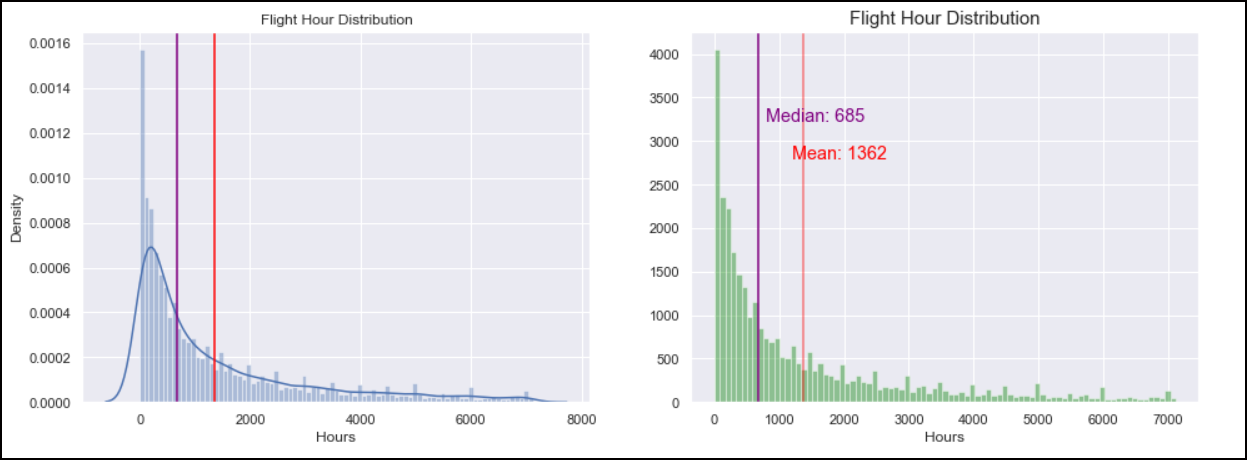 Flight Hour Distribution
0.0016
0.0014
0.0012
0.0010
0.0008
0.0006
0.0004
0.0002
0.0000
Density
0 2000 4000 6000 8000
Hours
Flight Hour Distribution
4000
3500
3000
2500
2000
1500
1000
500
0
Median: 685
Mean: 1362
0 1000 2000 3000 4000 5000 6000 7000
Hours